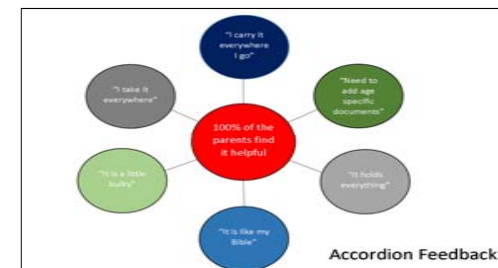 "I carry it
everywhere
I go"
"I take it
everywhere"
"Need to
add age
specific
documents"
100% of the
parents find
it helpful
"It is a little
bulky"
"It holds
everything"
"It is like my
Bible"
Accordion Feedback